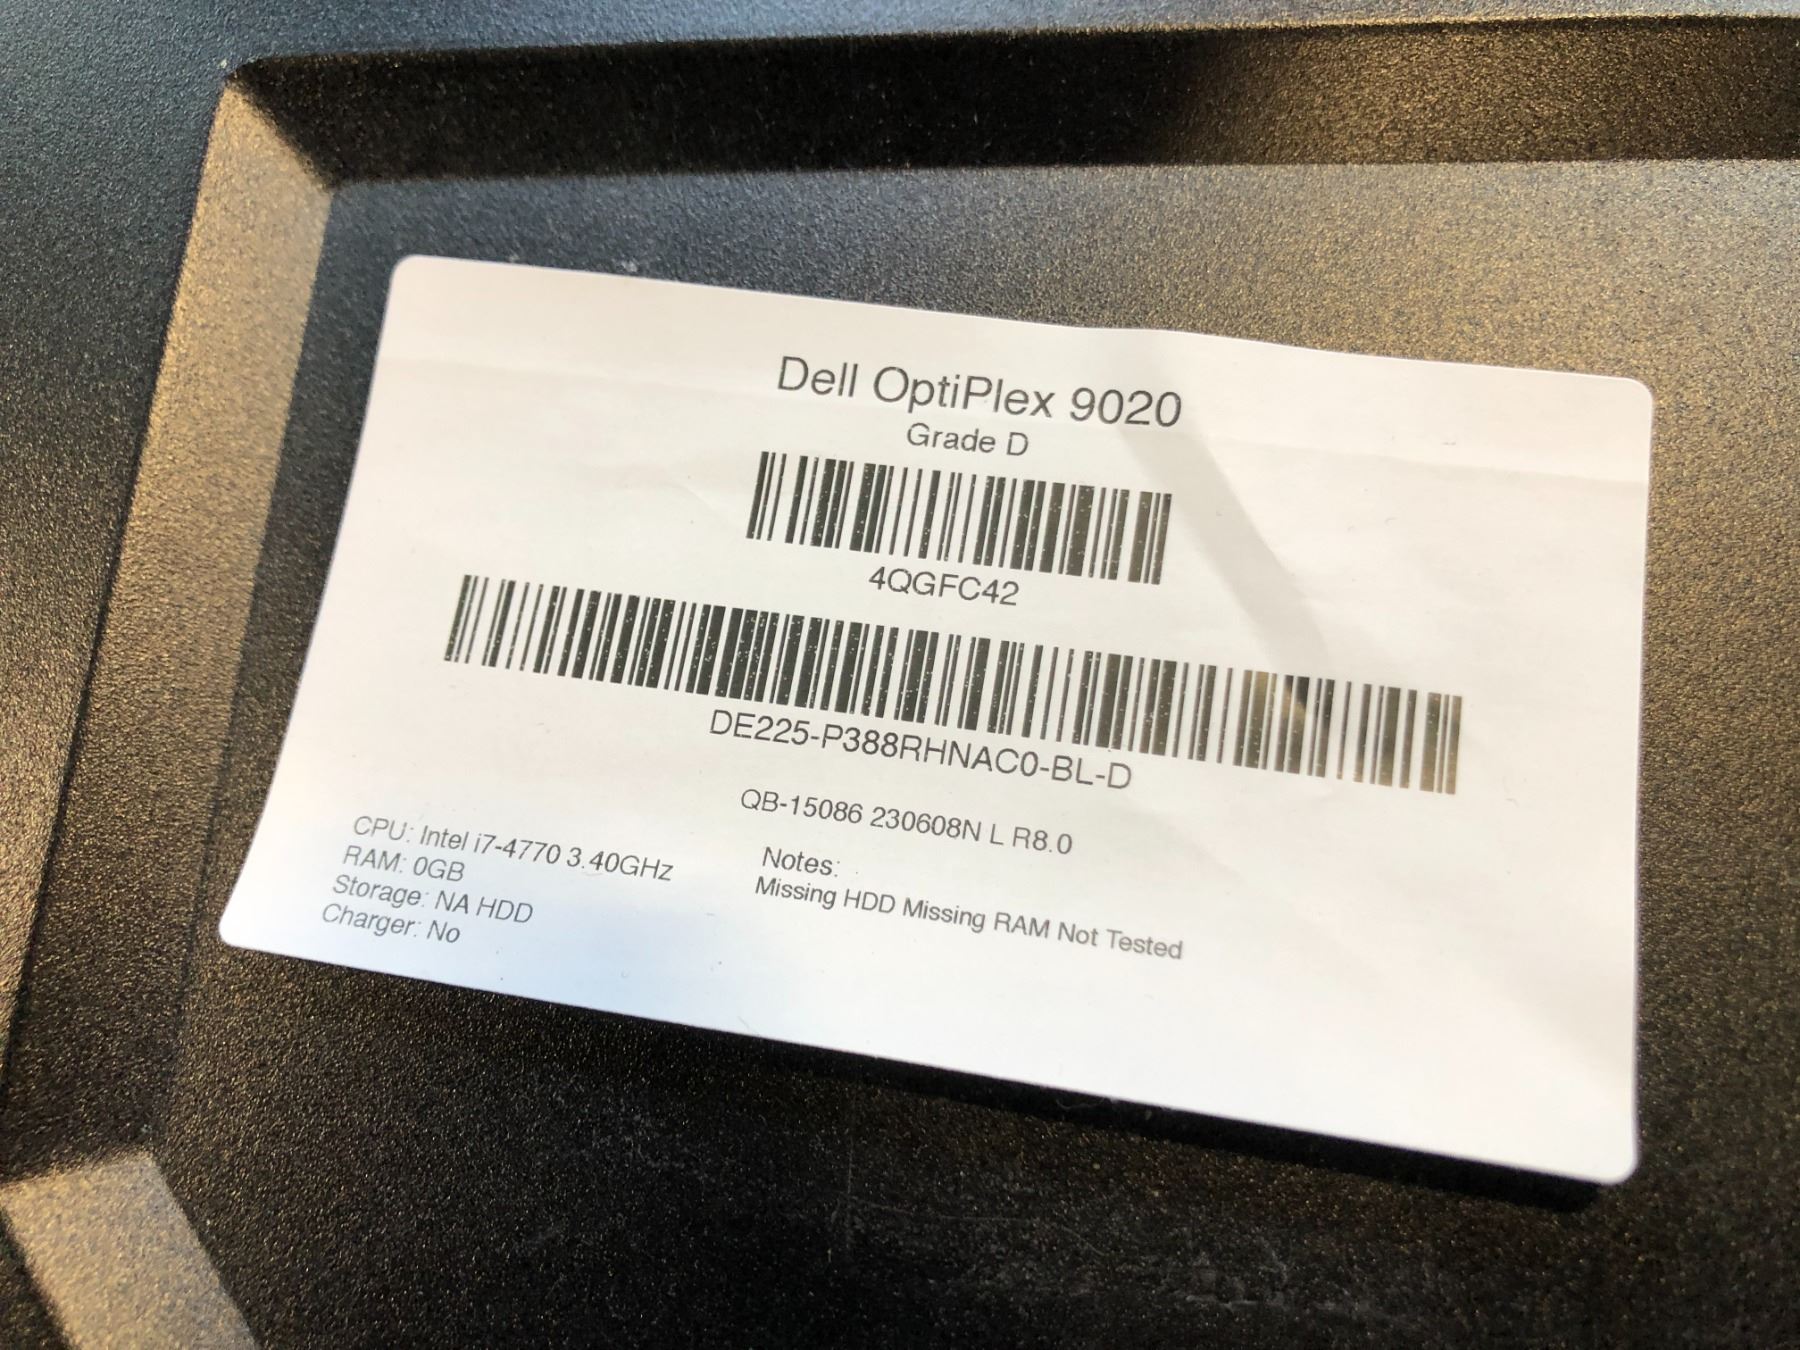 Dell OptiPlex 9020
Grade D
4QGFC42
DE225-P388RHNAC0-BL-D
QB-15086 230608N L R8.0
CPU: Intel i7-4770 3.40GHz
RAM: 0GB
Storage: NA HDD
Charger: No
Notes:
Missing HDD Missing RAM Not Tested